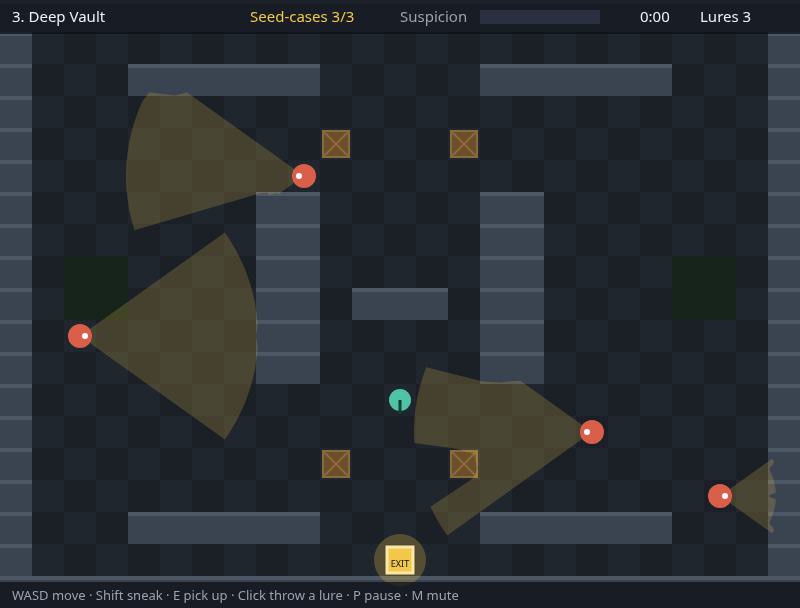 3. Deep Vault Seed-cases 3/3 Suspicion 0:00 Lures 3
EXIT
WASD move · Shift sneak · E pick up · Click throw a lure · P pause · M mute